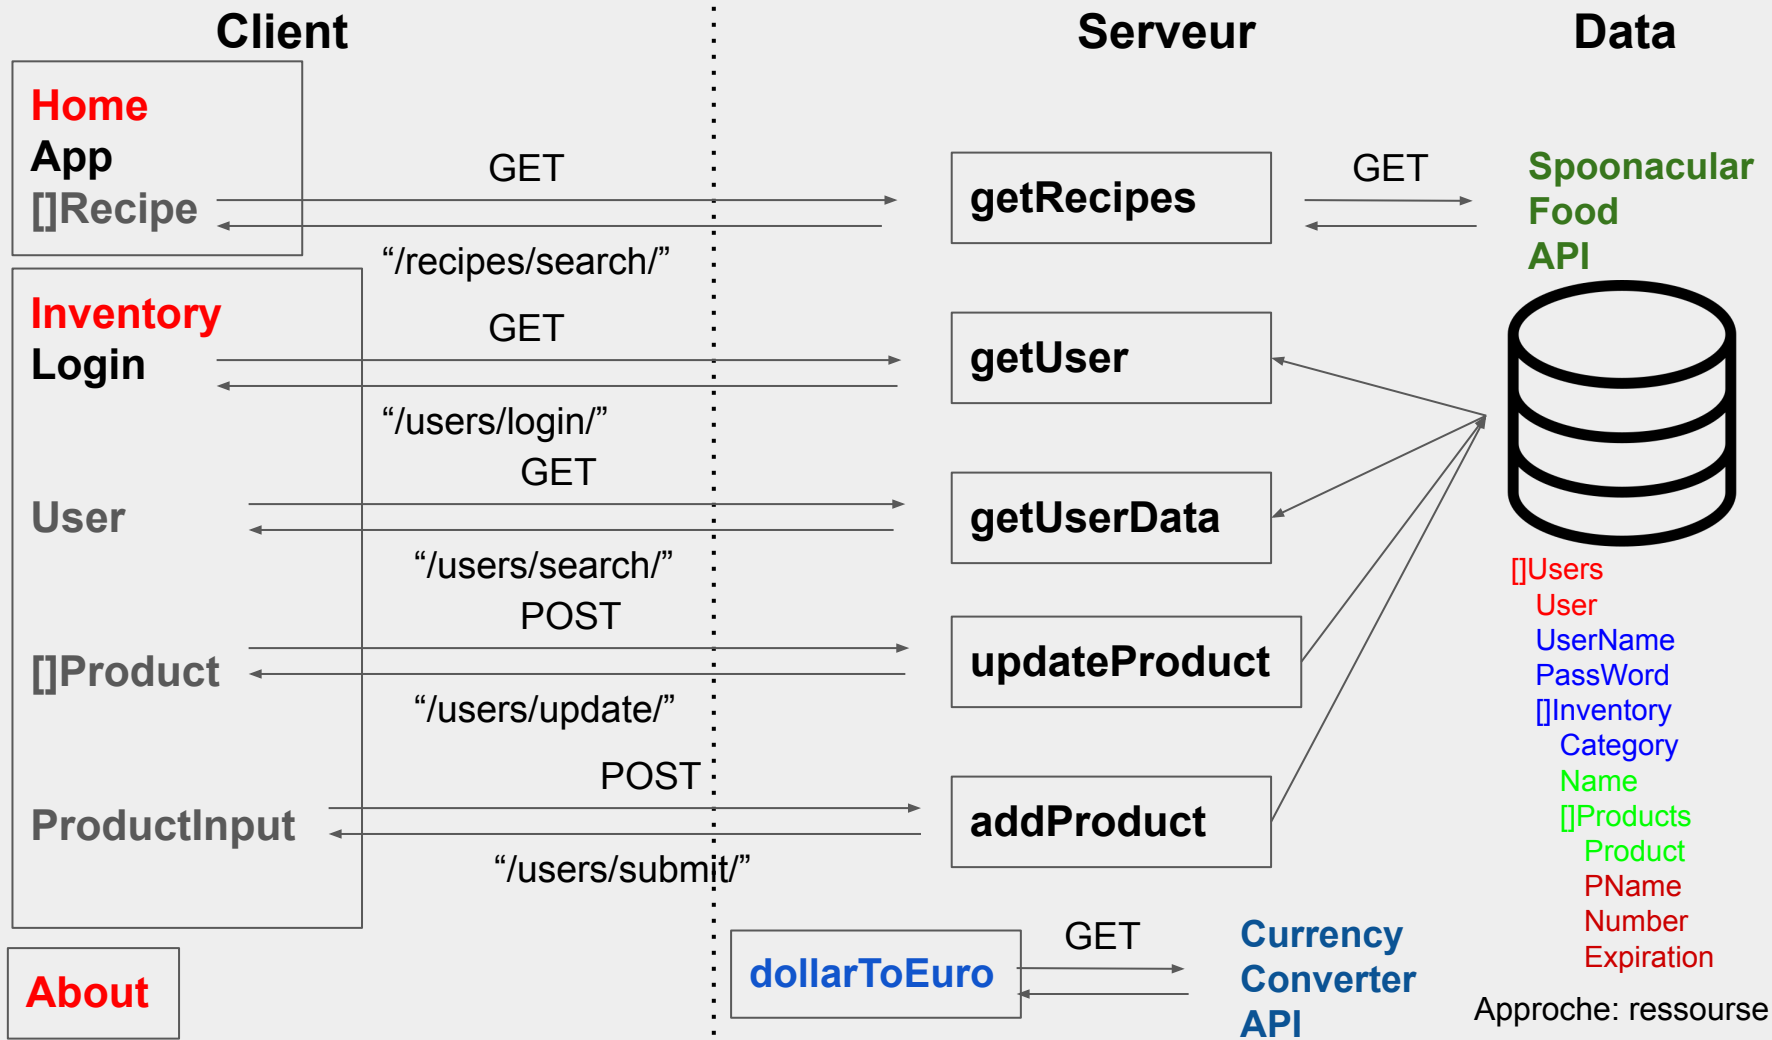 Client
Serveur
Data
Home
App
[]Recipe
GET
“/recipes/search/”
getRecipes
GET
Spoonacular
Food
API
Inventory
Login
GET
“/users/login/”
getUser
User
GET
“/users/search/”
getUserData
[]Product
POST
“/users/update/”
updateProduct
ProductInput
POST
“/users/submit/”
addProduct
[]Users
User
UserName
PassWord
[]Inventory
Category
Name
[]Products
Product
PName
Number
Expiration
About
dollarToEuro
GET
Currency
Converter
API
Approche: ressourse